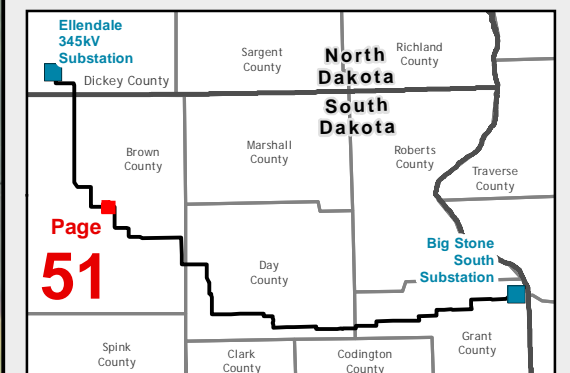 Ellendale
345kV
Substation
Dickey County
Sargent
County
North
Dakota
Richland
County
South
Dakota
Brown
County
Marshall
County
Roberts
County
Traverse
County
Page
51
Big Stone
South
Substation
Day
County
Grant
County
Spink
County
Clark
County
Codington
County